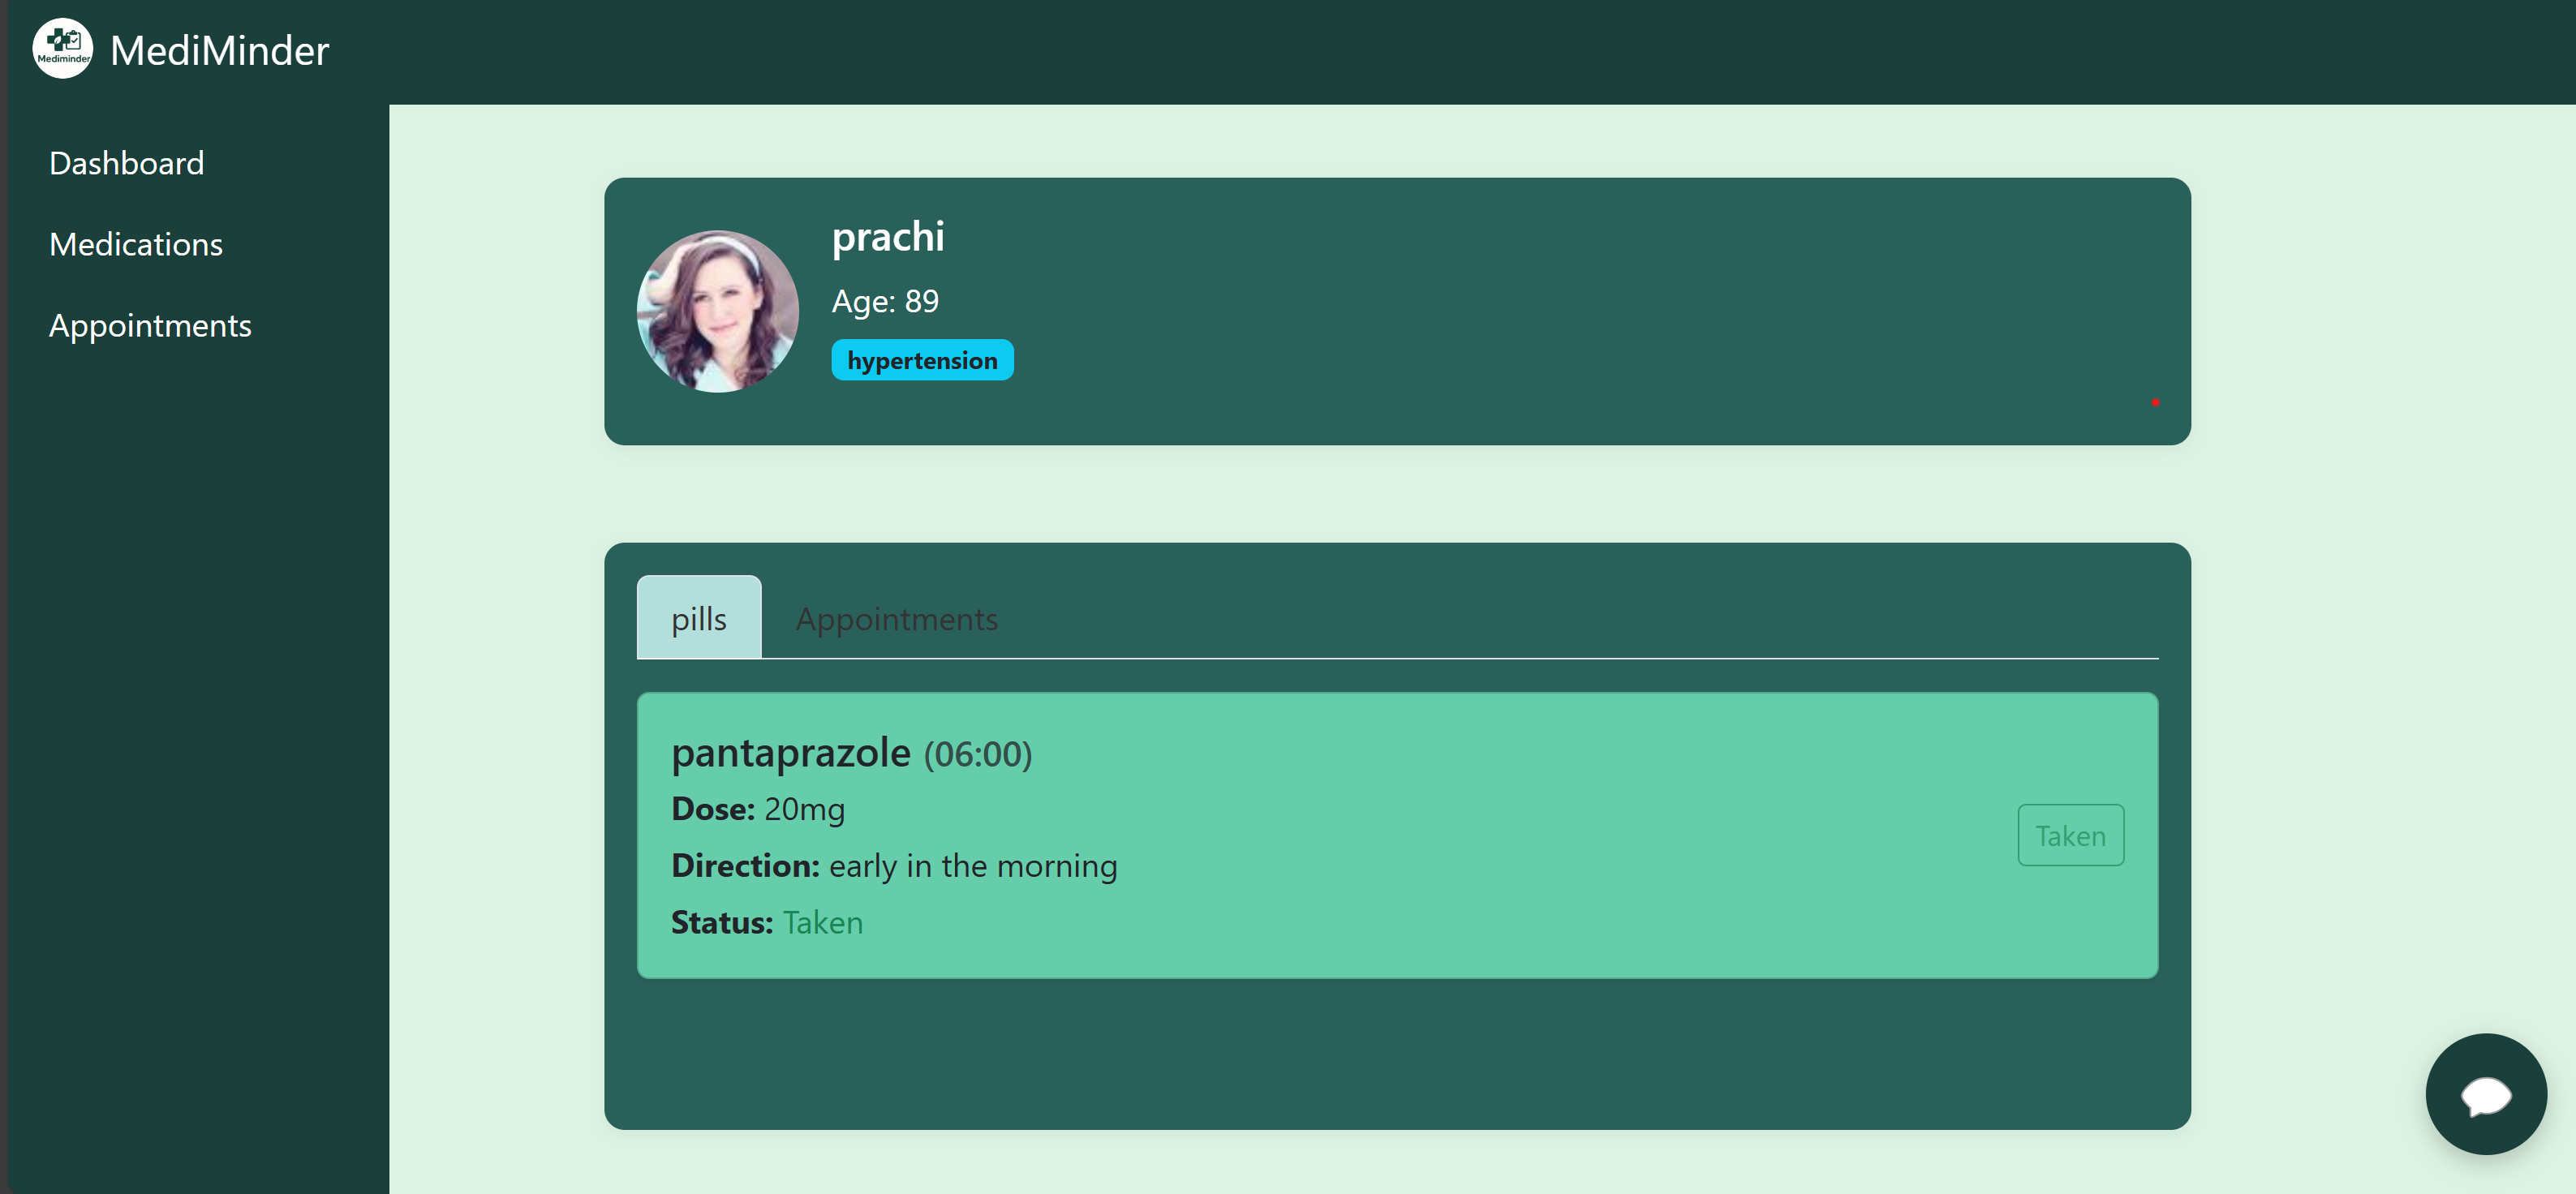 Mediminder
MediMinder
Dashboard
Medications
Appointments
prachi
Age: 89
hypertension
pills
Appointments
pantaprazole (06:00)
Dose: 20mg
Direction: early in the morning
Status: Taken
Taken